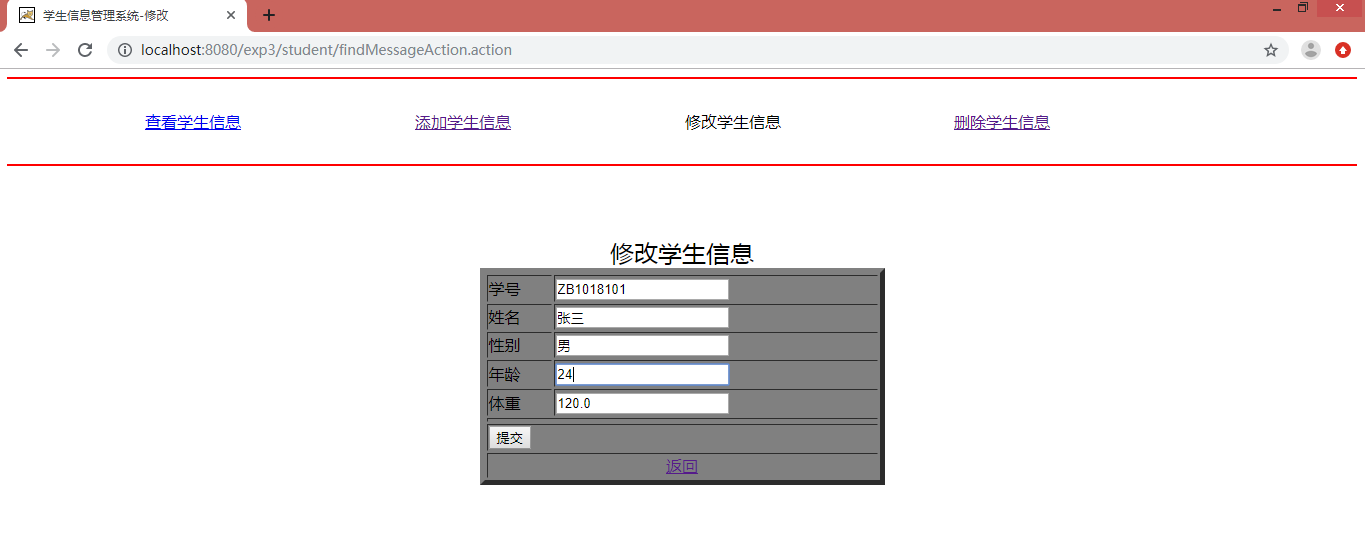 学生信息管理系统-修改
localhost:8080/exp3/student/findMessageAction.action
查看学生信息 添加学生信息 修改学生信息 删除学生信息
修改学生信息
学号 ZB1018101
姓名 张三
性别 男
年龄 24
体重 120.0
提交
返回